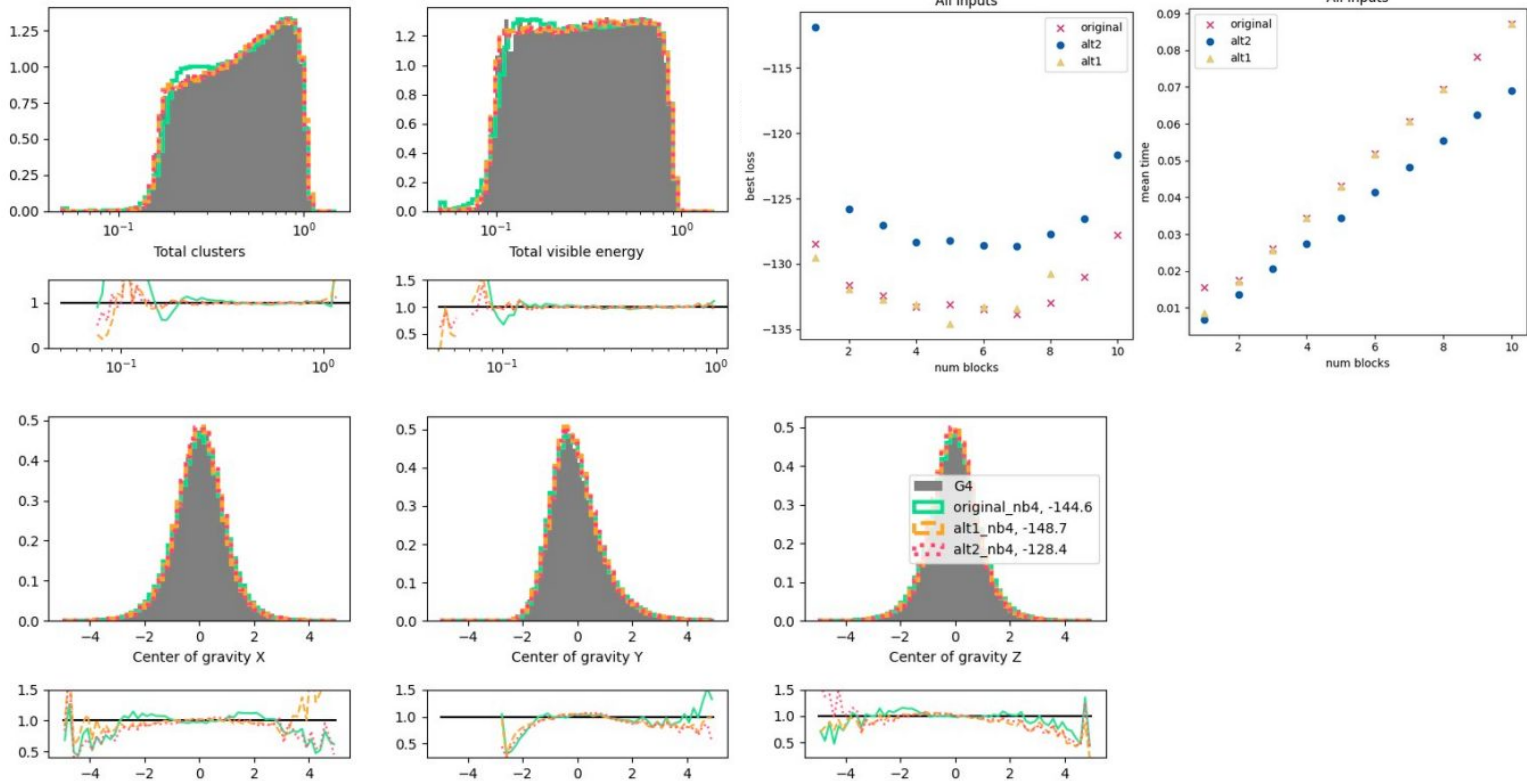 All inputs
All inputs
1.25
1.00
0.75
0.50
0.25
0.00
10⁻¹
10⁰
Total clusters
1
0
10⁻¹
10⁰
1.2
1.0
0.8
0.6
0.4
0.2
0.0
10⁻¹
10⁰
Total visible energy
1.5
1.0
0.5
10⁻¹
10⁰
original
alt2
alt1
best loss
−115
−120
−125
−130
−135
2 4 6 8 10
num blocks
original
alt2
alt1
mean time
0.09
0.08
0.07
0.06
0.05
0.04
0.03
0.02
0.01
2 4 6 8 10
num blocks
0.5
0.4
0.3
0.2
0.1
0.0
−4 −2 0 2 4
Center of gravity X
1.5
1.0
0.5
−4 −2 0 2 4
0.5
0.4
0.3
0.2
0.1
0.0
−4 −2 0 2 4
Center of gravity Y
1.5
1.0
0.5
−4 −2 0 2 4
0.5
0.4
0.3
0.2
0.1
0.0
G4
original_nb4, -144.6
alt1_nb4, -148.7
alt2_nb4, -128.4
−4 −2 0 2 4
Center of gravity Z
1.5
1.0
0.5
−4 −2 0 2 4